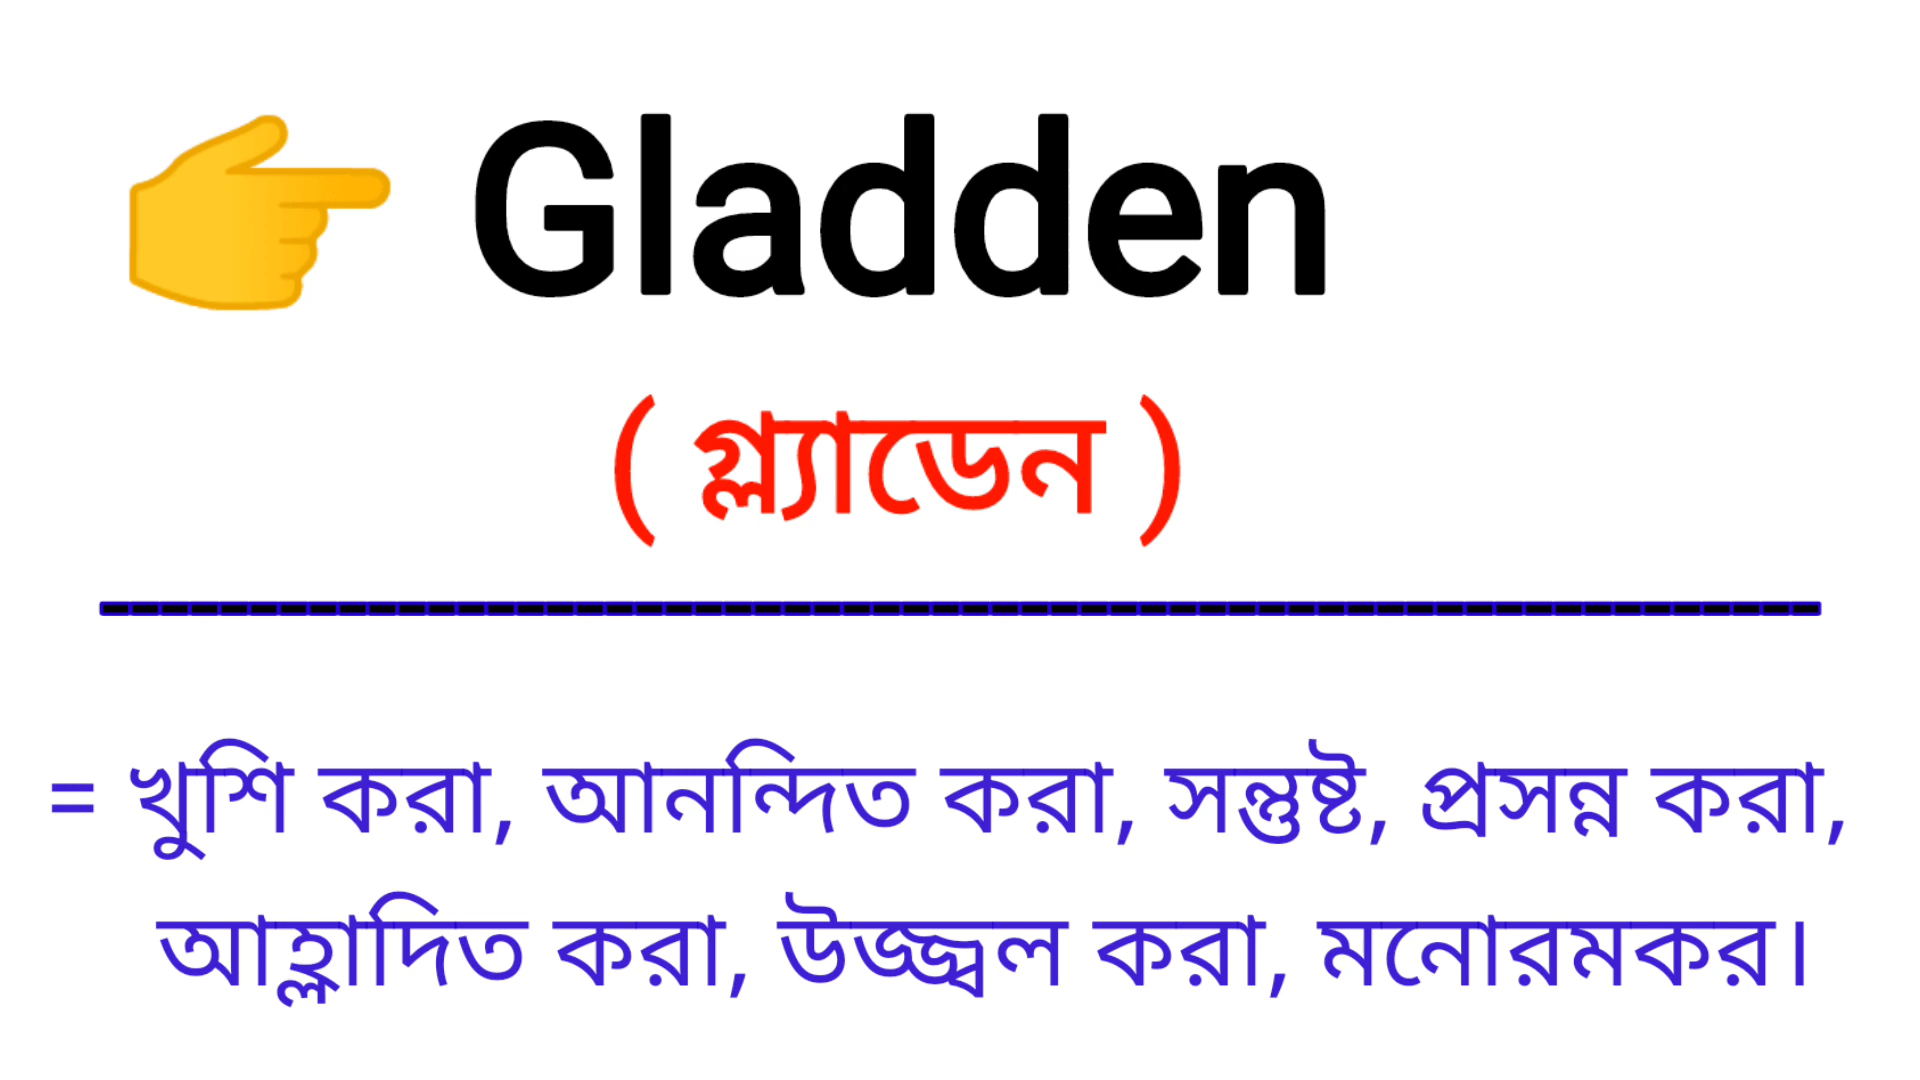 👉 Gladden
( গ্ল্যাডেন )
= খুশি করা, আনন্দিত করা, সন্তুষ্ট, প্রসন্ন করা,
আহ্লাদিত করা, উজ্জ্বল করা, মনোরমকর।